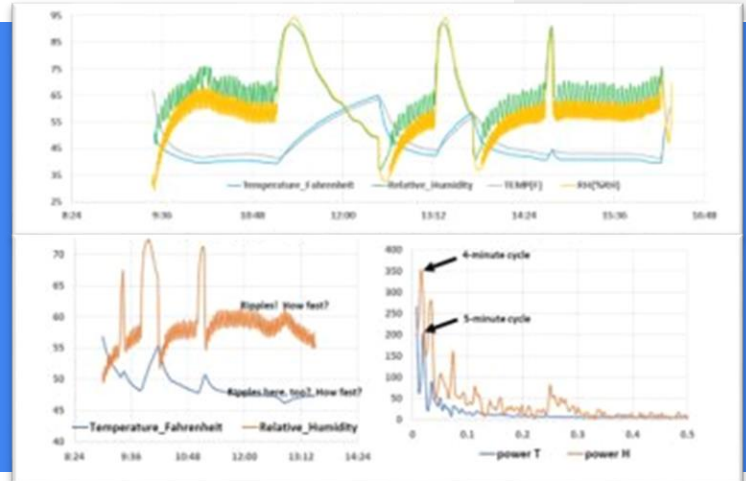 95
85
75
65
55
45
35
25
Temperature_Fahrenheit Relative_Humidity TEMP(F) RH(%RH)
8:24 9:36 10:48 12:00 13:12 14:24 15:36 16:48
70
65
60
55
50
45
40
Ripples! How fast?
Ripples here, too? How fast?
Temperature_Fahrenheit Relative_Humidity
8:24 9:36 10:48 12:00 13:12 14:24
400
350
300
250
200
150
100
50
0
4-minute cycle
5-minute cycle
0 0.1 0.2 0.3 0.4 0.5
power T power H